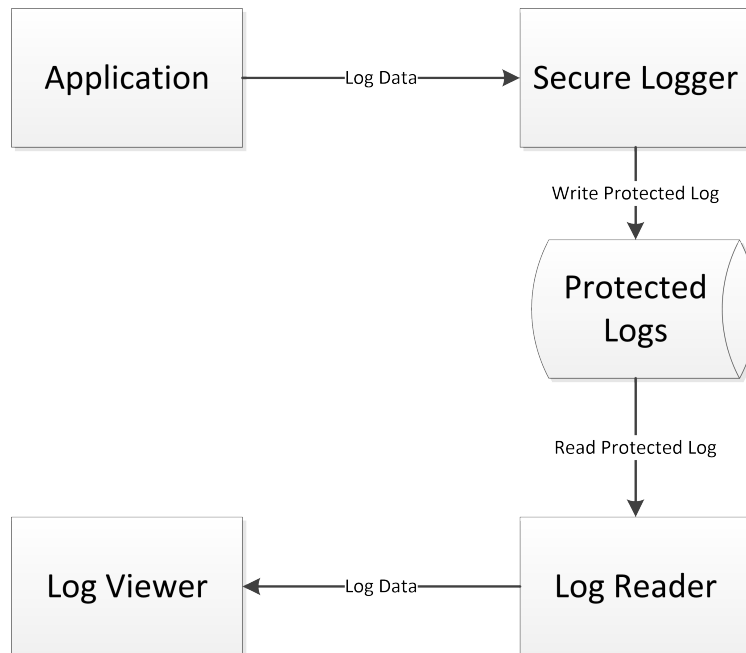 Application
Log Data
Secure Logger
Write Protected Log
Protected
Logs
Read Protected Log
Log Viewer
Log Data
Log Reader